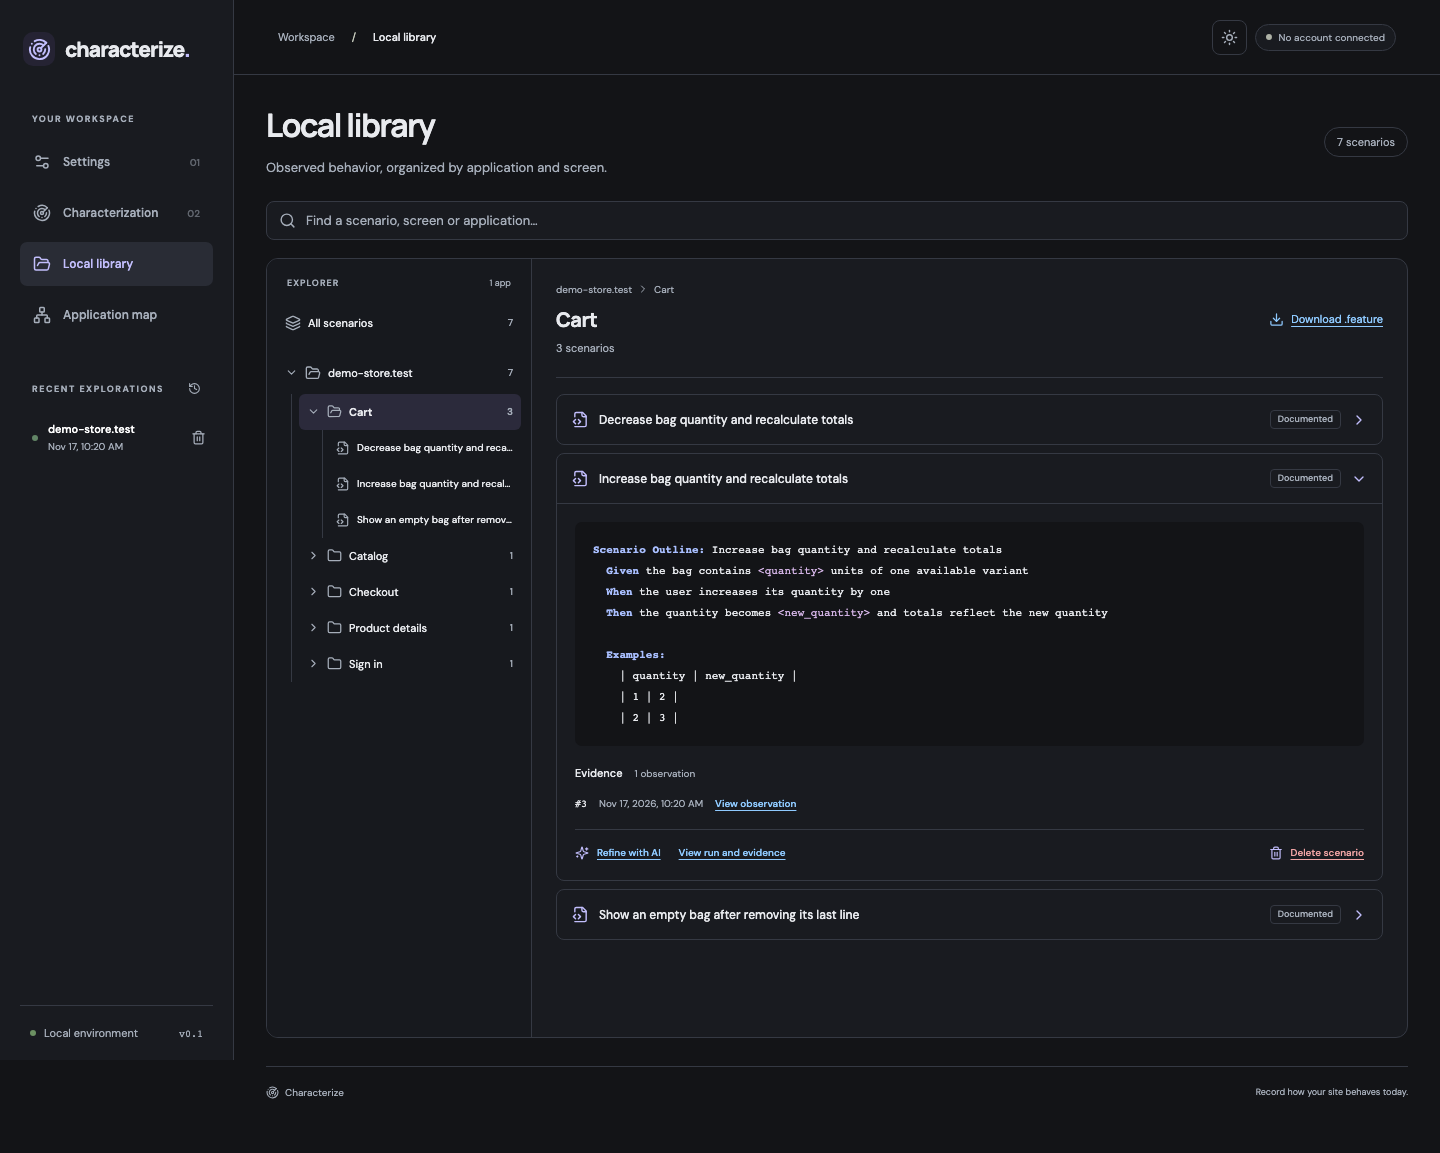 characterize.
YOUR WORKSPACE
Settings 01
Characterization 02
Local library
Application map
RECENT EXPLORATIONS
demo-store.test
Nov 17, 10:20 AM
Local environment v0.1
Workspace / Local library
No account connected
Local library
7 scenarios
Observed behavior, organized by application and screen.
Find a scenario, screen or application...
EXPLORER 1 app
All scenarios 7
demo-store.test 7
Cart 3
Decrease bag quantity and reca...
Increase bag quantity and recal...
Show an empty bag after remov...
Catalog 1
Checkout 1
Product details 1
Sign in 1
demo-store.test > Cart
Cart
Download .feature
3 scenarios
Decrease bag quantity and recalculate totals Documented
Increase bag quantity and recalculate totals Documented
Scenario Outline: Increase bag quantity and recalculate totals
Given the bag contains <quantity> units of one available variant
When the user increases its quantity by one
Then the quantity becomes <new_quantity> and totals reflect the new quantity
Examples:
| quantity | new_quantity |
| 1 | 2 |
| 2 | 3 |
Evidence 1 observation
#3 Nov 17, 2026, 10:20 AM View observation
Refine with AI View run and evidence Delete scenario
Show an empty bag after removing its last line Documented
Characterize
Record how your site behaves today.